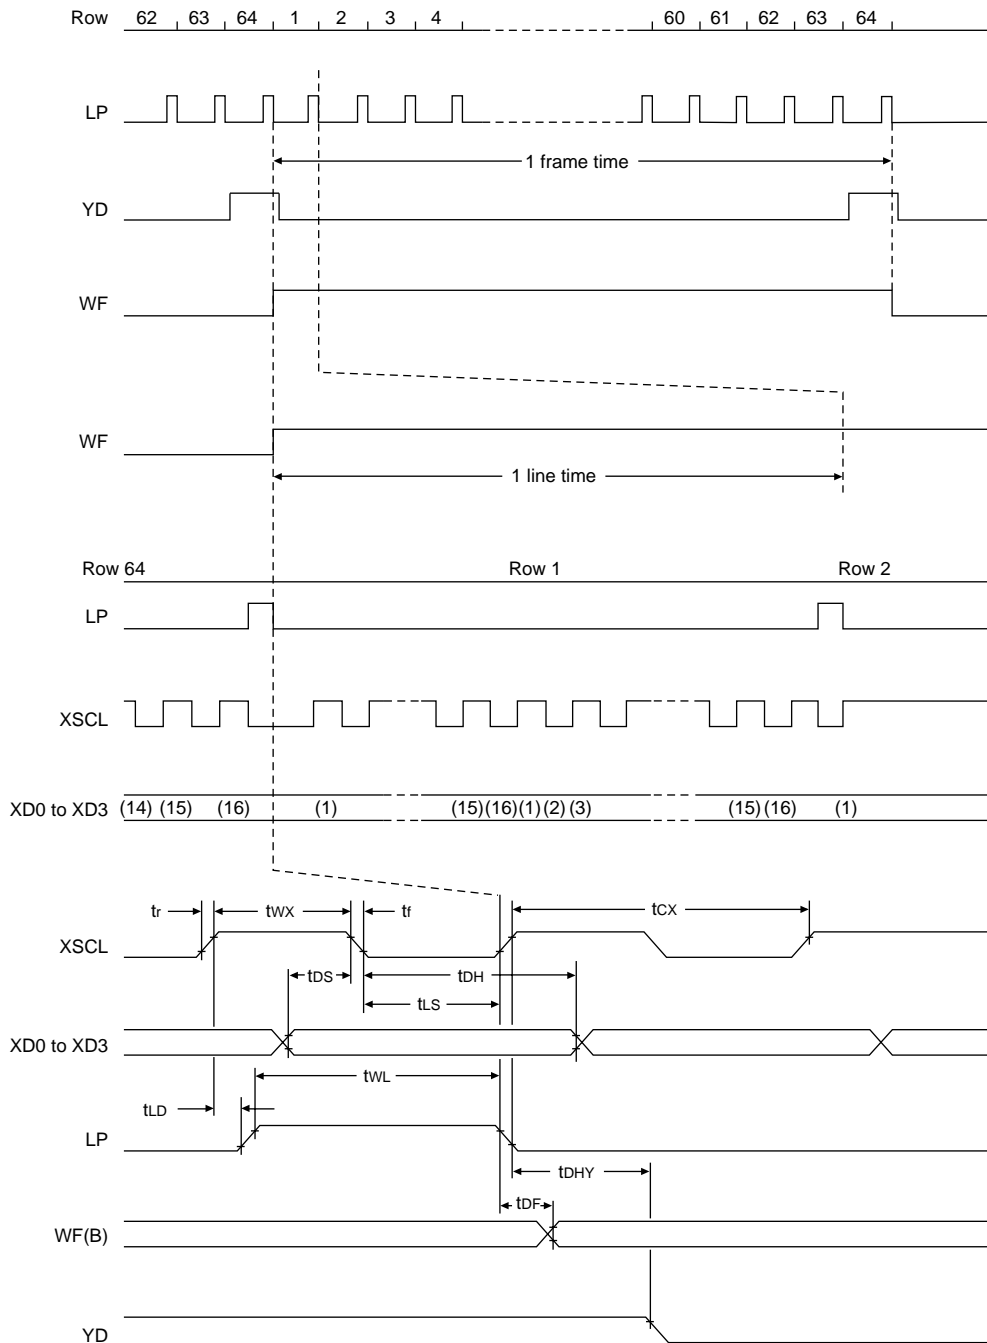 Row 62 63 64 1 2 3 4 60 61 62 63 64
LP
1 frame time
YD
WF
WF
1 line time
Row 64 Row 1 Row 2
LP
XSCL
XD0 to XD3 (14) (15) (16) (1) (15) (16) (1) (2) (3) (15) (16) (1)
tr tWX tf tCX
XSCL
tDS tDH
tLS
XD0 to XD3
tWL
tLD
LP
tDHY
tDF
WF(B)
YD